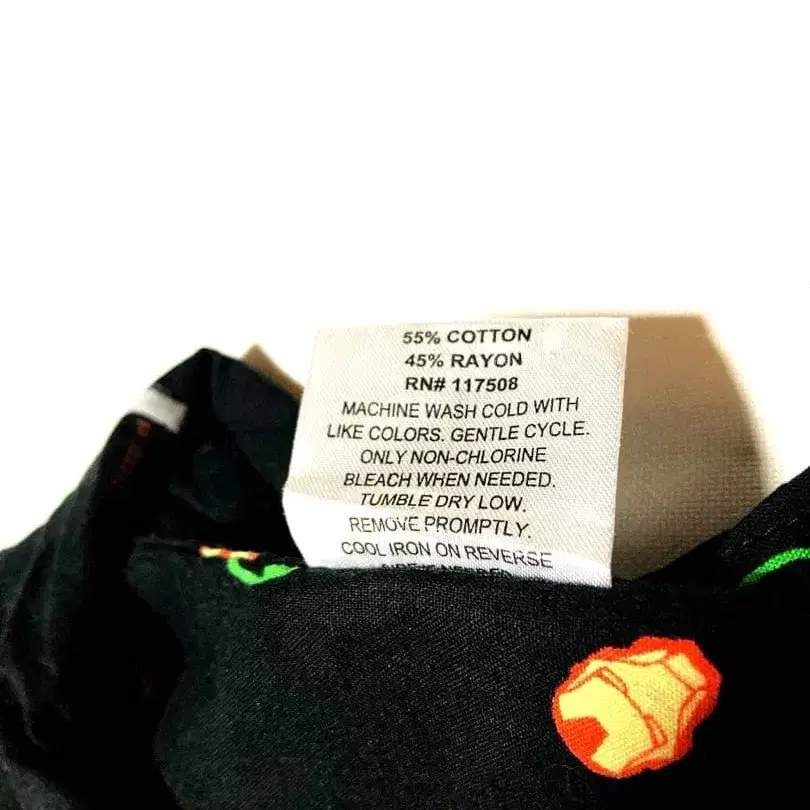 55% COTTON
45% RAYON
RN# 117508
MACHINE WASH COLD WITH
LIKE COLORS. GENTLE CYCLE.
ONLY NON-CHLORINE
BLEACH WHEN NEEDED.
TUMBLE DRY LOW.
REMOVE PROMPTLY.
COOL IRON ON REVERSE